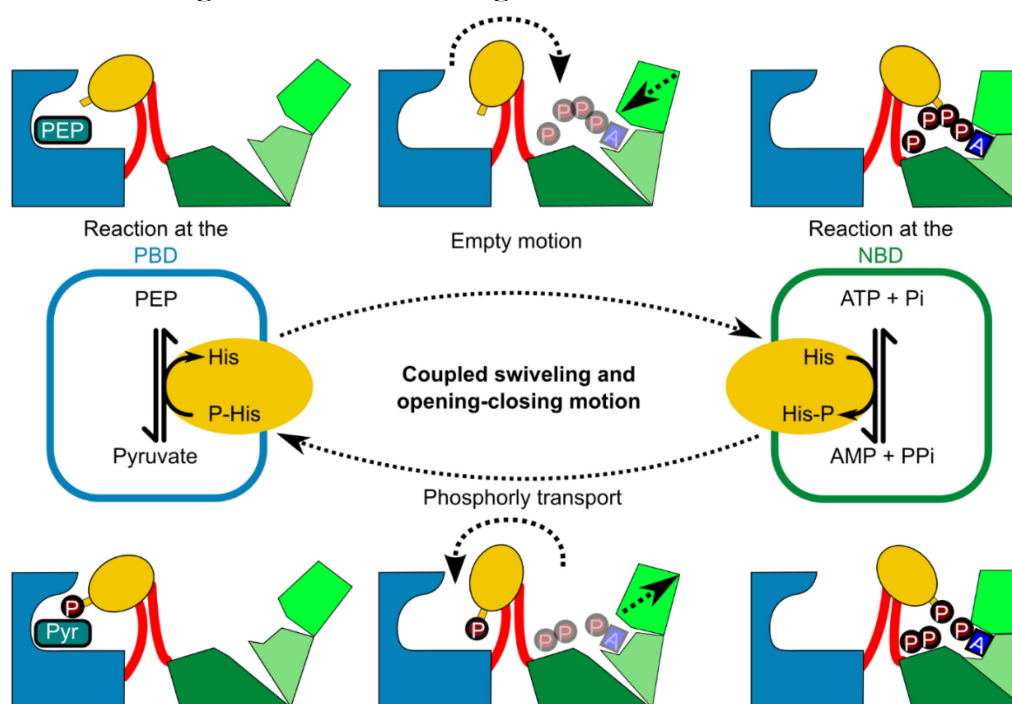 PEP
P
P
P
P
A
P
P
P
P
A
Reaction at the
PBD
Empty motion
Reaction at the
NBD
PEP
ATP + Pi
His
His
Coupled swiveling and
opening-closing motion
P-His
His-P
Pyruvate
AMP + PPi
Phosphorly transport
P
Pyr
P
P
P
P
A
P
P
P
P
A